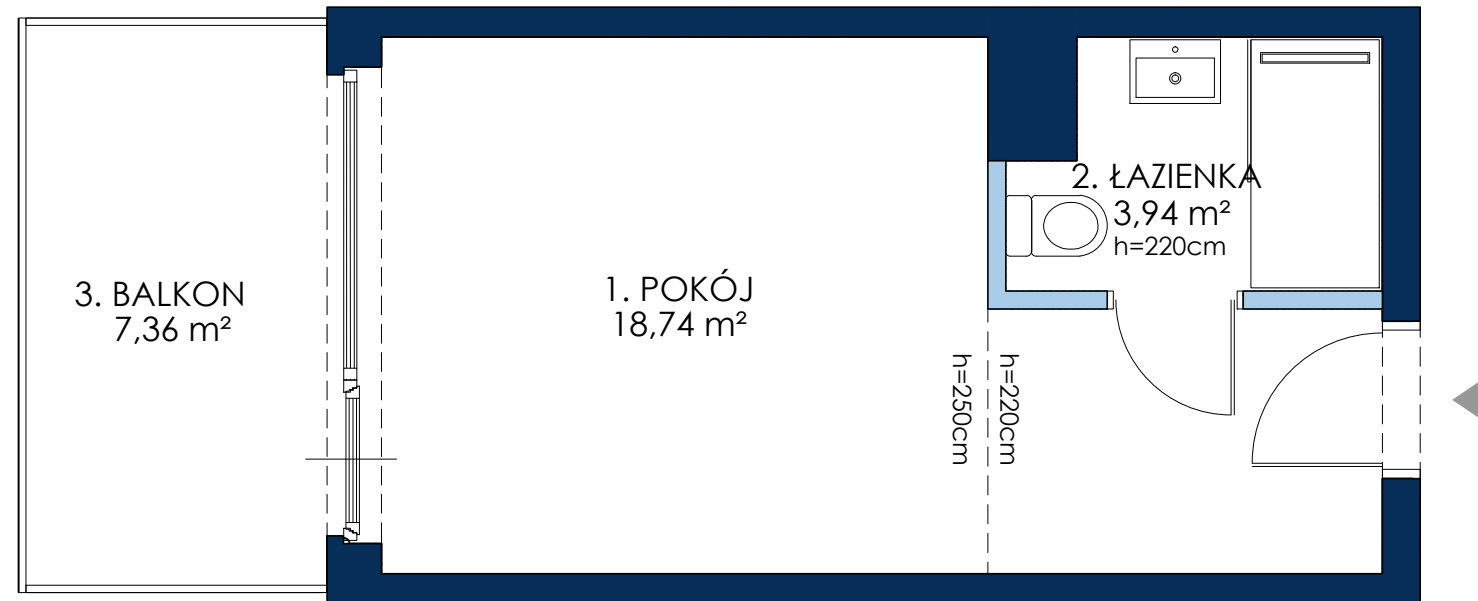 3. BALKON
7,36 m²
1. POKÓJ
18,74 m²
h=250cm
h=220cm
2. ŁAZIENKA
3,94 m²
h=220cm